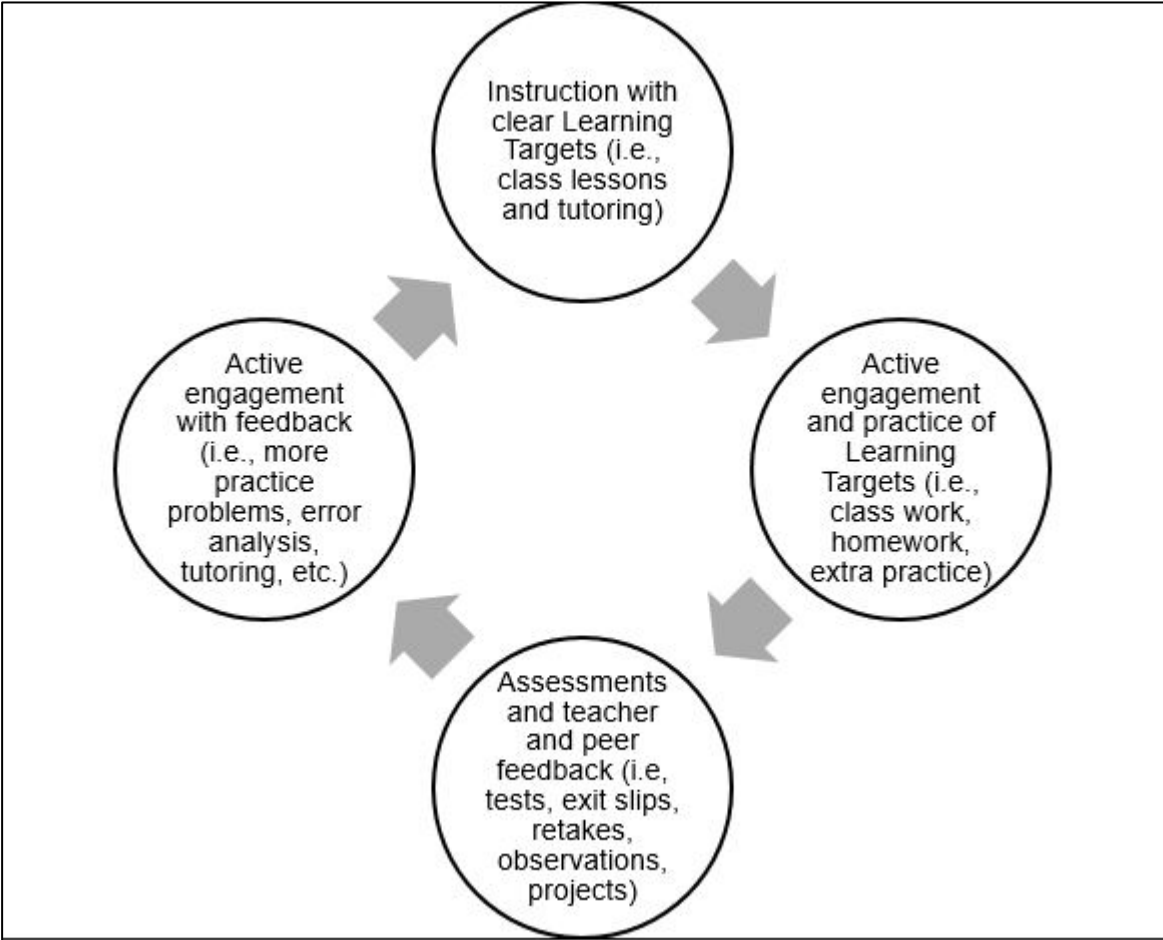 Instruction with
clear Learning
Targets (i.e.,
class lessons
and tutoring)
Active
engagement
and practice of
Learning
Targets (i.e.,
class work,
homework,
extra practice)
Assessments
and teacher
and peer
feedback (i.e,
tests, exit slips,
retakes,
observations,
projects)
Active
engagement
with feedback
(i.e., more
practice
problems, error
analysis,
tutoring, etc.)